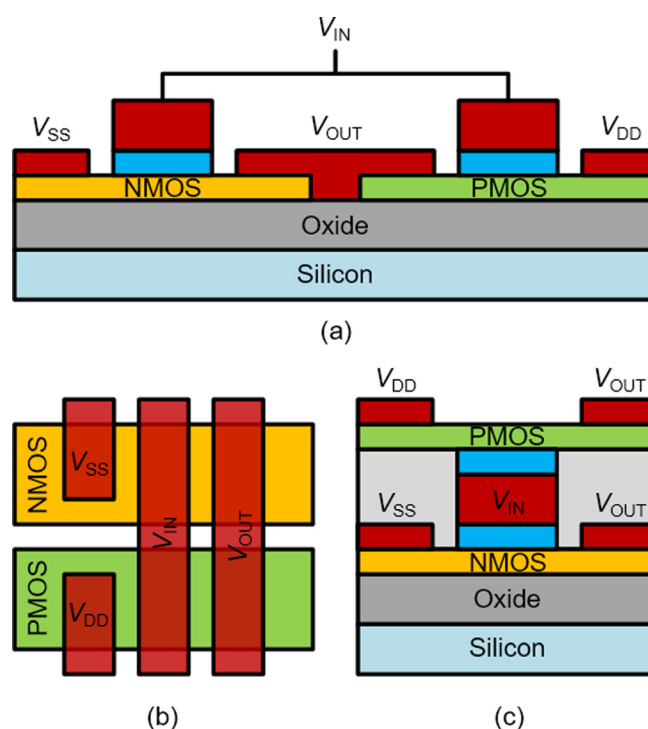 VIN
VSS
VOUT
VDD
NMOS
PMOS
Oxide
Silicon
(a)
NMOS
VSS
VIN
VOUT
PMOS
VDD
(b)
VDD
VOUT
PMOS
VSS
VIN
VOUT
NMOS
Oxide
Silicon
(c)